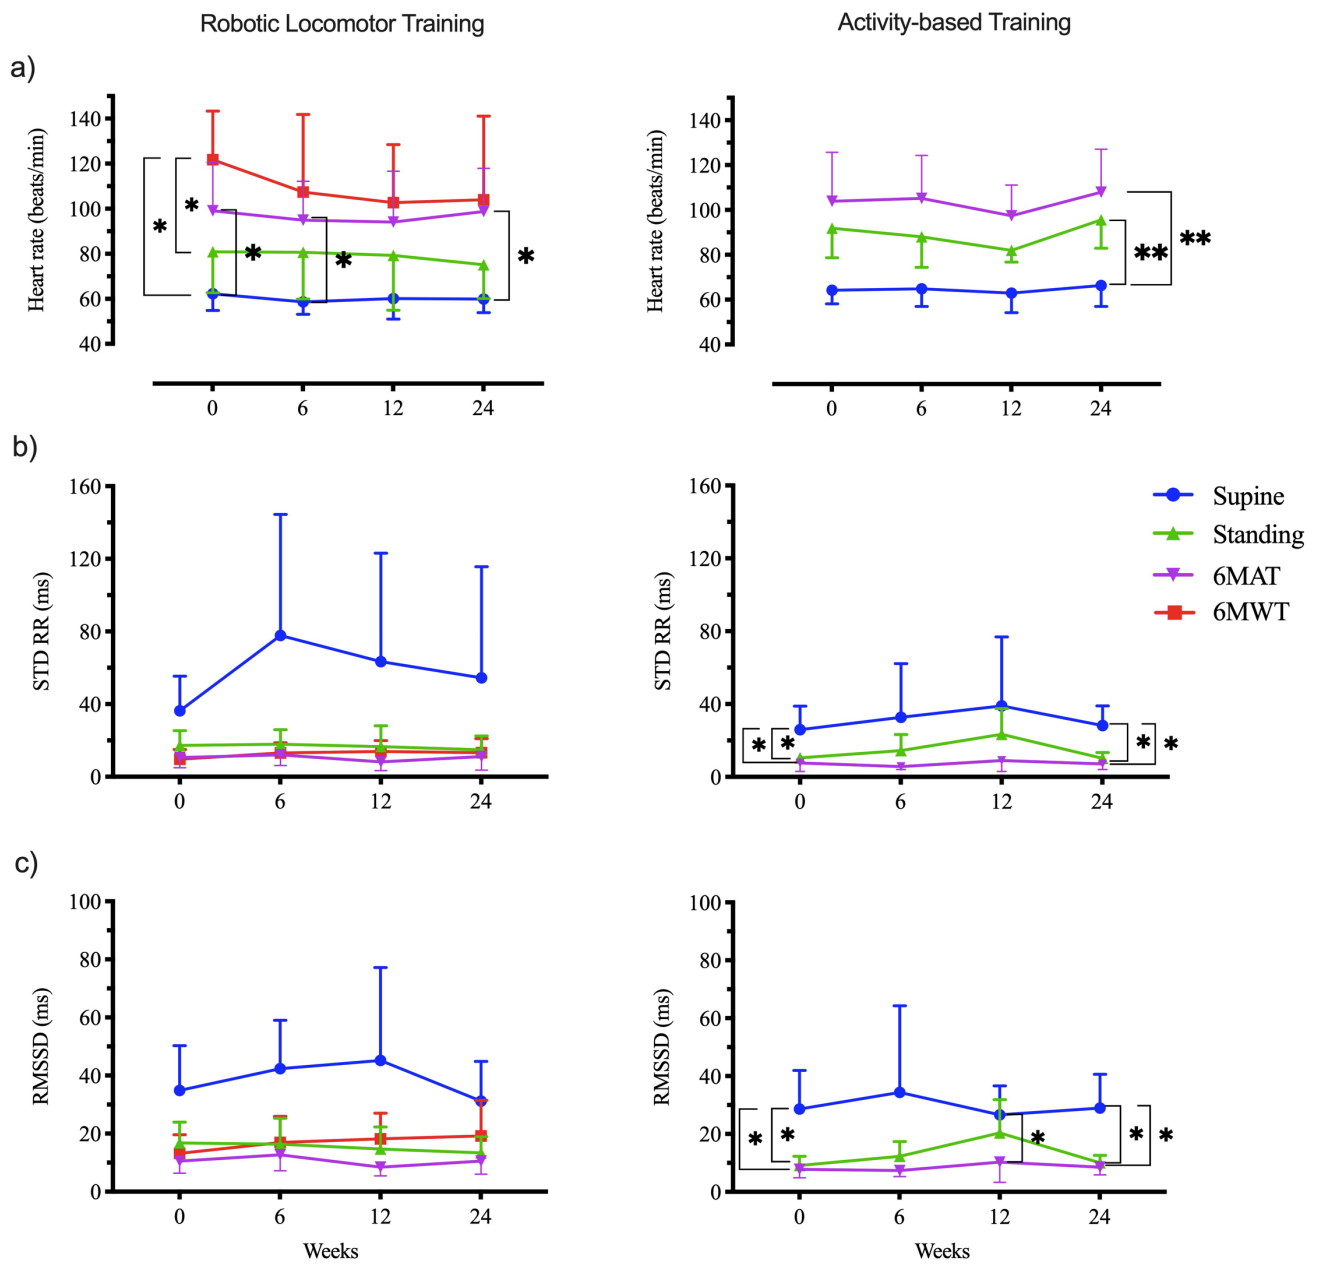 Robotic Locomotor Training
Activity-based Training
a)
Heart rate (beats/min)
140
120
100
80
60
40
0 6 12 24
* * * * *
Heart rate (beats/min)
140
120
100
80
60
40
0 6 12 24
** **
b)
STD RR (ms)
160
120
80
40
0
0 6 12 24
STD RR (ms)
160
120
80
40
0
0 6 12 24
* * * *
Supine
Standing
6MAT
6MWT
c)
RMSSD (ms)
100
80
60
40
20
0
0 6 12 24
Weeks
RMSSD (ms)
100
80
60
40
20
0
0 6 12 24
* * * * *
Weeks